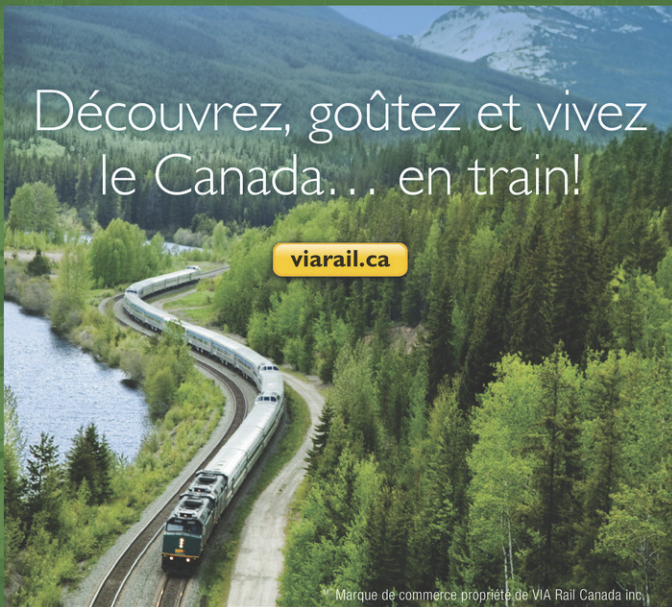 Découvrez, goûtez et vivez
le Canada... en train!
viarail.ca
Marque de commerce propriété de VIA Rail Canada inc.